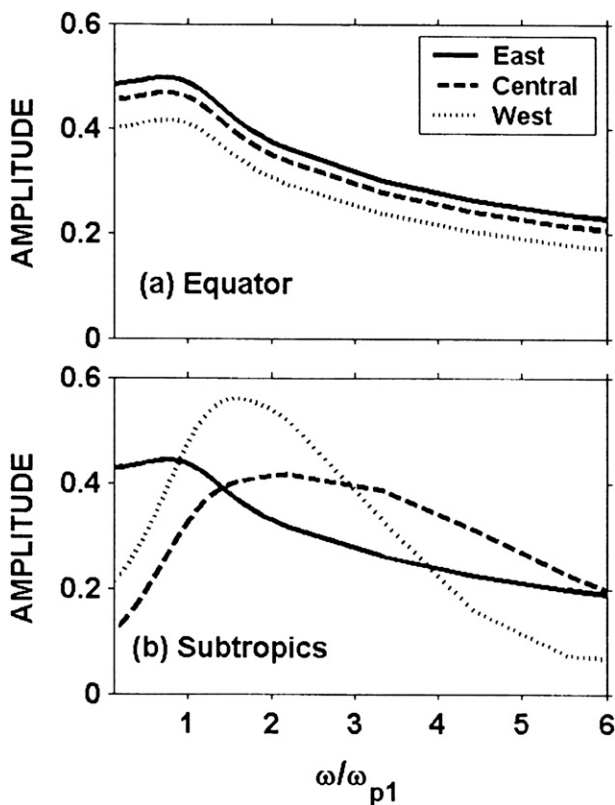 0.6
East
Central
West
0.4
AMPLITUDE
0.2
(a) Equator
0
0.6
0.4
AMPLITUDE
0.2
(b) Subtropics
0
1 2 3 4 5 6
ω/ωp1